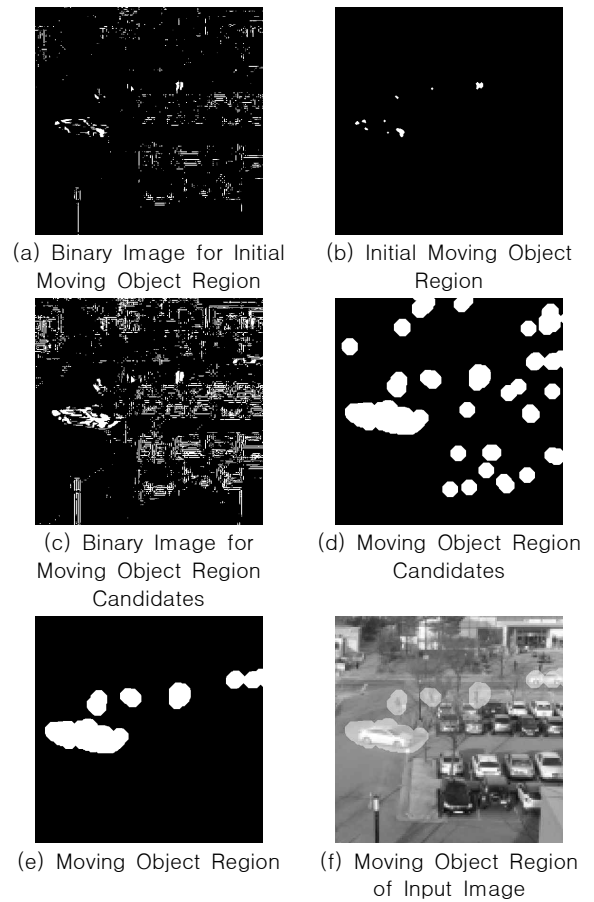 (a) Binary Image for Initial
Moving Object Region
(b) Initial Moving Object
Region
(c) Binary Image for
Moving Object Region
Candidates
(d) Moving Object Region
Candidates
(e) Moving Object Region
(f) Moving Object Region
of Input Image